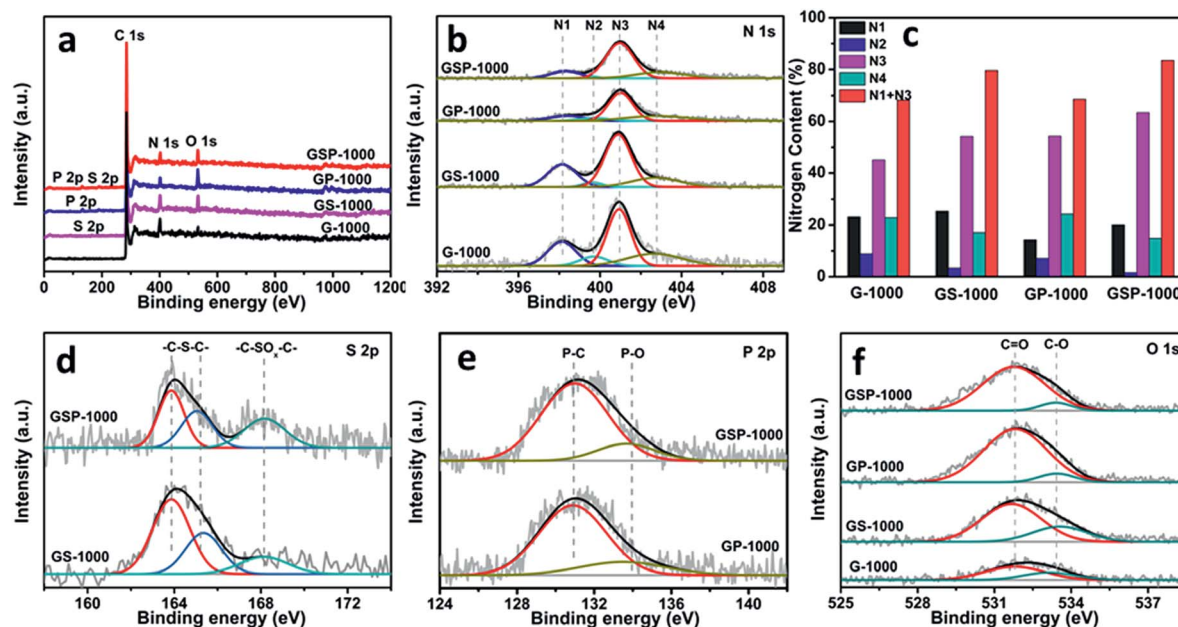 a
C 1s
N 1s
O 1s
GSP-1000
P 2p S 2p
GP-1000
P 2p
GS-1000
S 2p
G-1000
0 200 400 600 800 1000 1200
Binding energy (eV)
Intensity (a.u.)
b
N1 N2 N3 N4
N 1s
GSP-1000
GP-1000
GS-1000
G-1000
392 396 400 404 408
Binding energy (eV)
Intensity (a.u.)
c
N1
N2
N3
N4
N1+N3
100
80
60
40
20
0
Nitrogen Content (%)
G-1000 GS-1000 GP-1000 GSP-1000
d
-C-S-C-
-C-SOx-C-
S 2p
GSP-1000
GS-1000
160 164 168 172
Binding energy (eV)
Intensity (a.u.)
e
P-C
P-O
P 2p
GSP-1000
GP-1000
124 128 132 136 140
Binding energy (eV)
Intensity (a.u.)
f
C=O
C-O
O 1s
GSP-1000
GP-1000
GS-1000
G-1000
525 528 531 534 537
Binding energy (eV)
Intensity (a.u.)